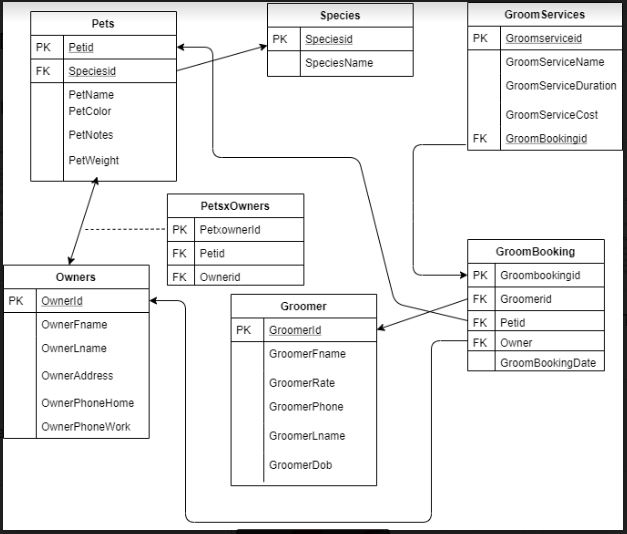 Pets
PK Petid
FK Speciesid
PetName
PetColor
PetNotes
PetWeight
Species
PK Speciesid
SpeciesName
GroomServices
PK Groomserviceid
GroomServiceName
GroomServiceDuration
GroomServiceCost
FK GroomBookingid
PetsxOwners
PK PetxownerId
FK Petid
FK Ownerid
Owners
PK OwnerId
OwnerFname
OwnerLname
OwnerAddress
OwnerPhoneHome
OwnerPhoneWork
Groomer
PK GroomerId
GroomerFname
GroomerRate
GroomerPhone
GroomerLname
GroomerDob
GroomBooking
PK Groombookingid
FK Groomerid
FK Petid
FK Owner
GroomBookingDate